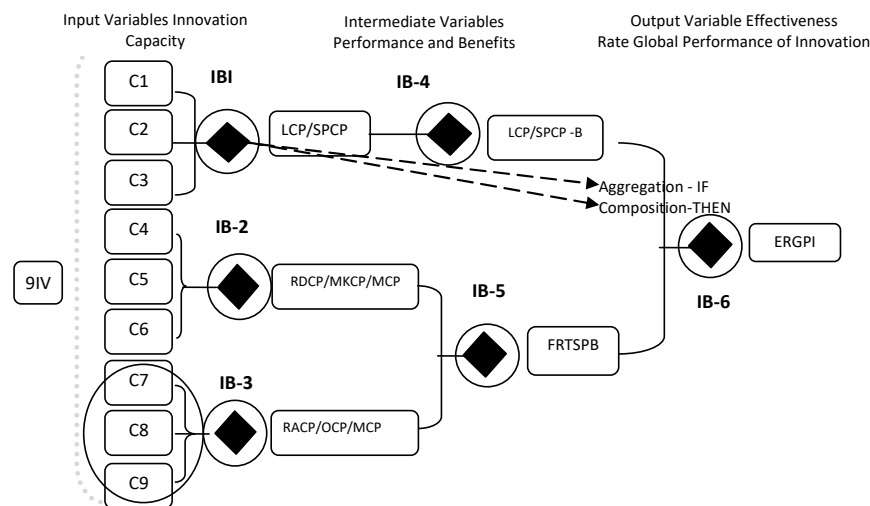 Input Variables Innovation
Capacity
Intermediate Variables
Performance and Benefits
Output Variable Effectiveness
Rate Global Performance of Innovation
C1
C2
C3
C4
C5
C6
C7
C8
C9
9IV
IBI
IB-2
IB-3
LCP/SPCP
RDCP/MKCP/MCP
RACP/OCP/MCP
IB-4
IB-5
LCP/SPCP -B
FRTSPB
Aggregation - IF
Composition-THEN
IB-6
ERGPI